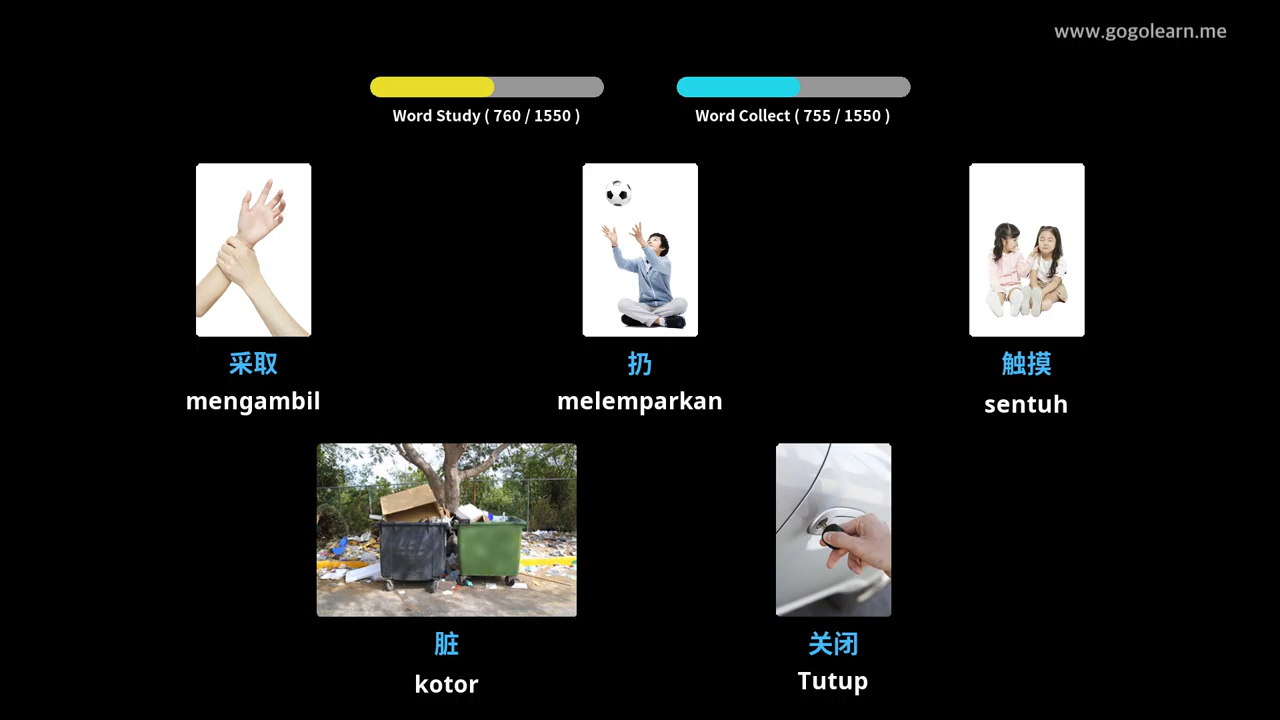 www.gogolearn.me
Word Study ( 760 / 1550 )
Word Collect ( 755 / 1550 )
采取
mengambil
扔
melemparkan
触摸
sentuh
脏
kotor
关闭
Tutup